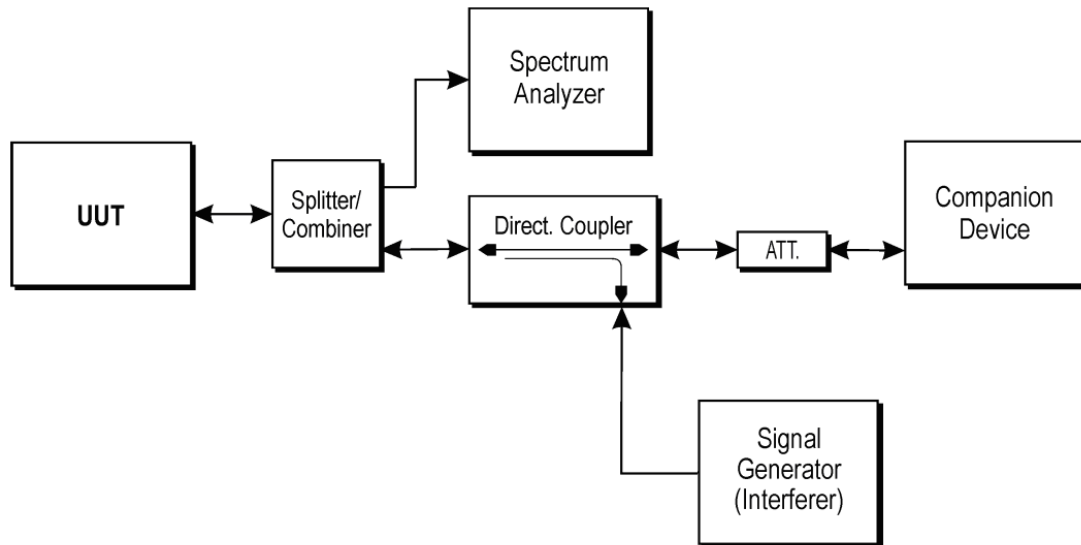 Spectrum
Analyzer
UUT
Splitter/
Combiner
Direct. Coupler
ATT.
Companion
Device
Signal
Generator
(Interferer)